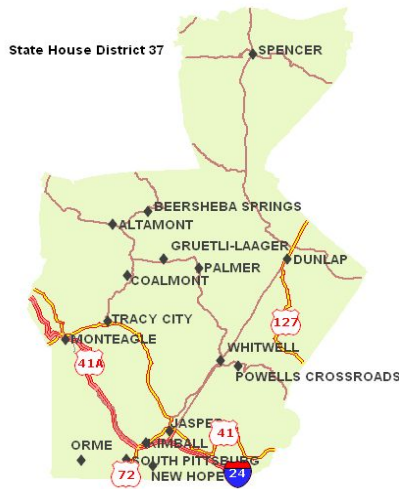 State House District 37
SPENCER
BEERSHEBA SPRINGS
ALTAMONT
GRUETLI-LAAGER
DUNLAP
PALMER
COALMONT
TRACY CITY
127
MONTEAGLE
WHITWELL
41A
POWELLS CROSSROADS
JASPER
41
ORME
KIMBALL
SOUTH PITTSBURG
72
NEW HOPE
24